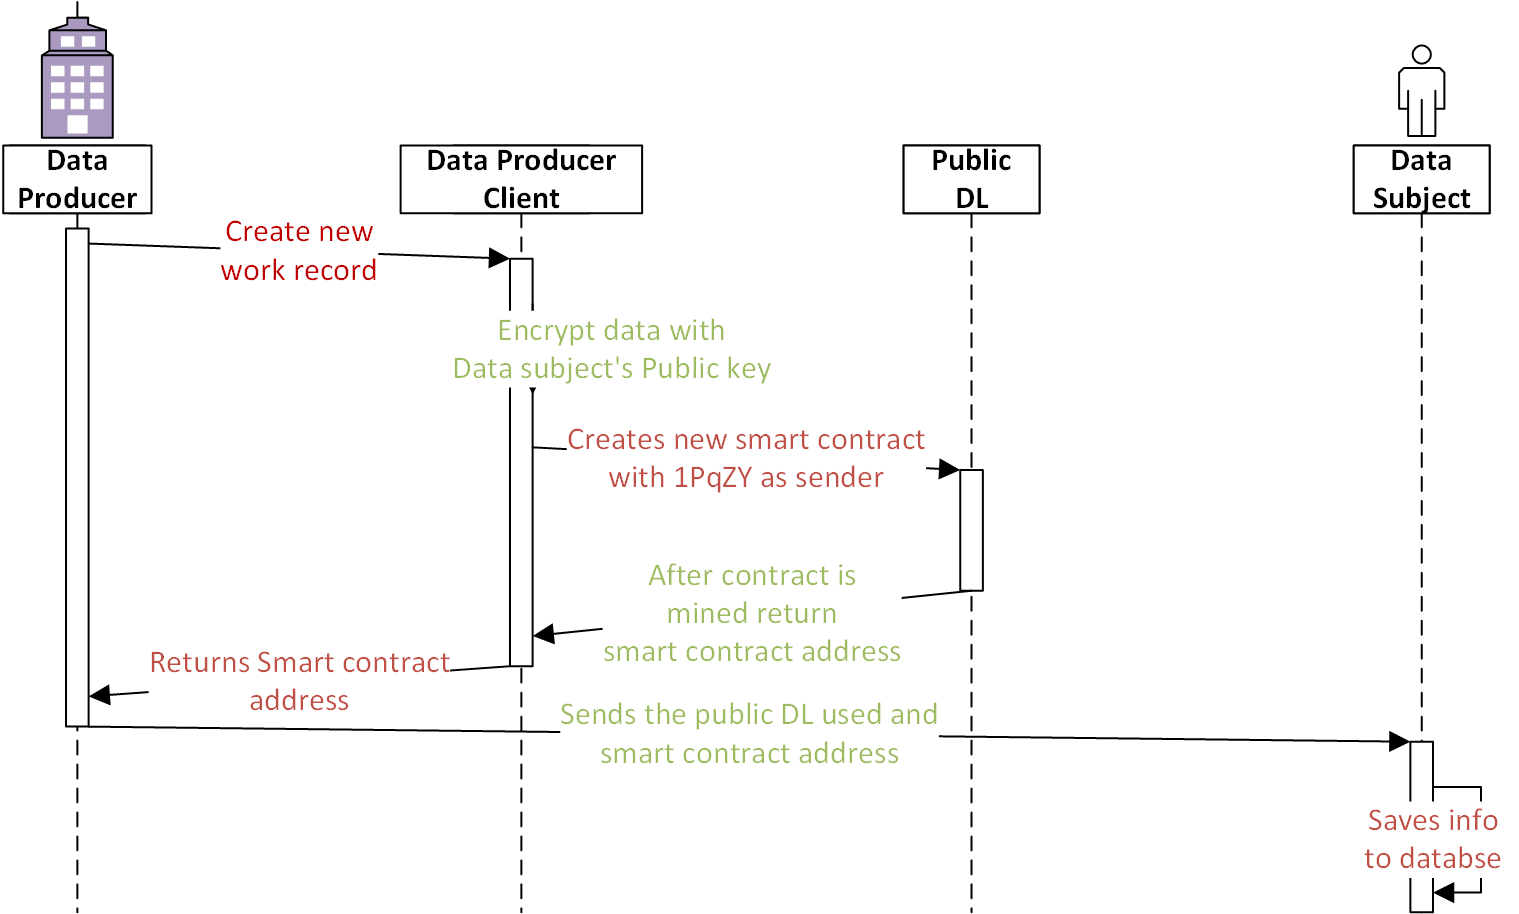 Data
Producer
Data Producer
Client
Public
DL
Data
Subject
Create new
work record
Encrypt data with
Data subject's Public key
Creates new smart contract
with 1PqZY as sender
After contract is
mined return
smart contract address
Returns Smart contract
address
Sends the public DL used and
smart contract address
Saves info
to databse